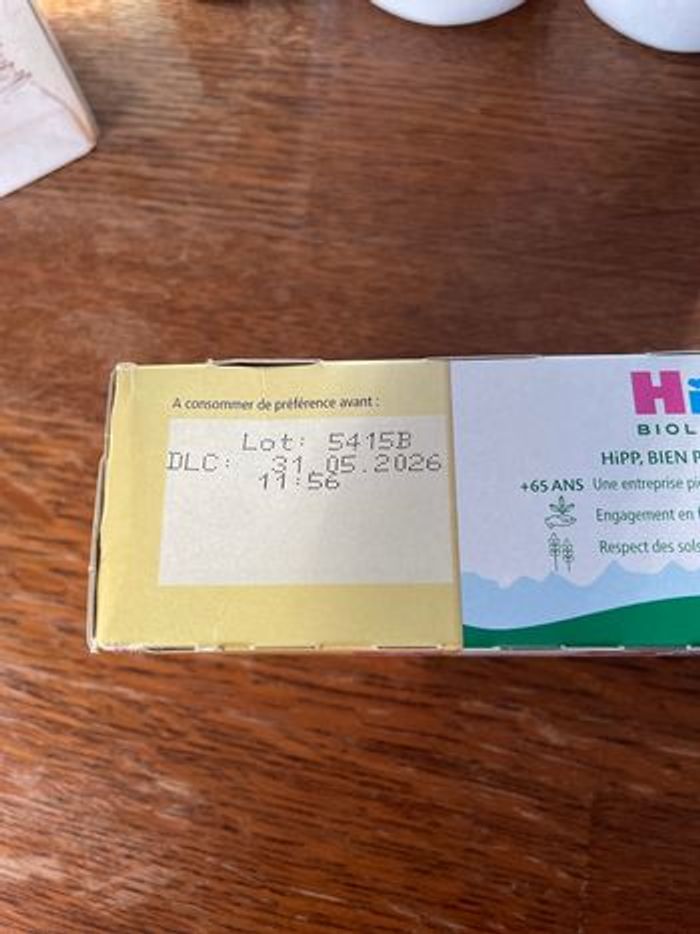 A consommer de préférence avant :
Lot: 5415B
DLC: 31.05.2026
11:56
BIOL
HiPP, BIEN
+65 ANS Une entreprise
Engagement en
Respect des sols